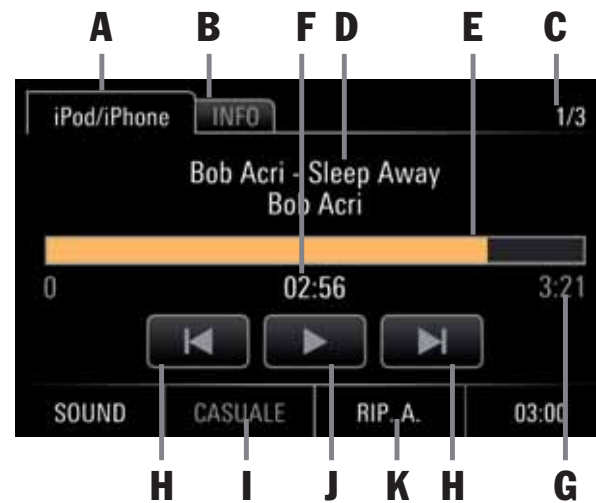 A B F D E C
iPod/iPhone INFO 1/3
Bob Acri - Sleep Away
Bob Acri
0 02:56 3:21
SOUND CASUALE RIP. A. 03:00
H I J K H G